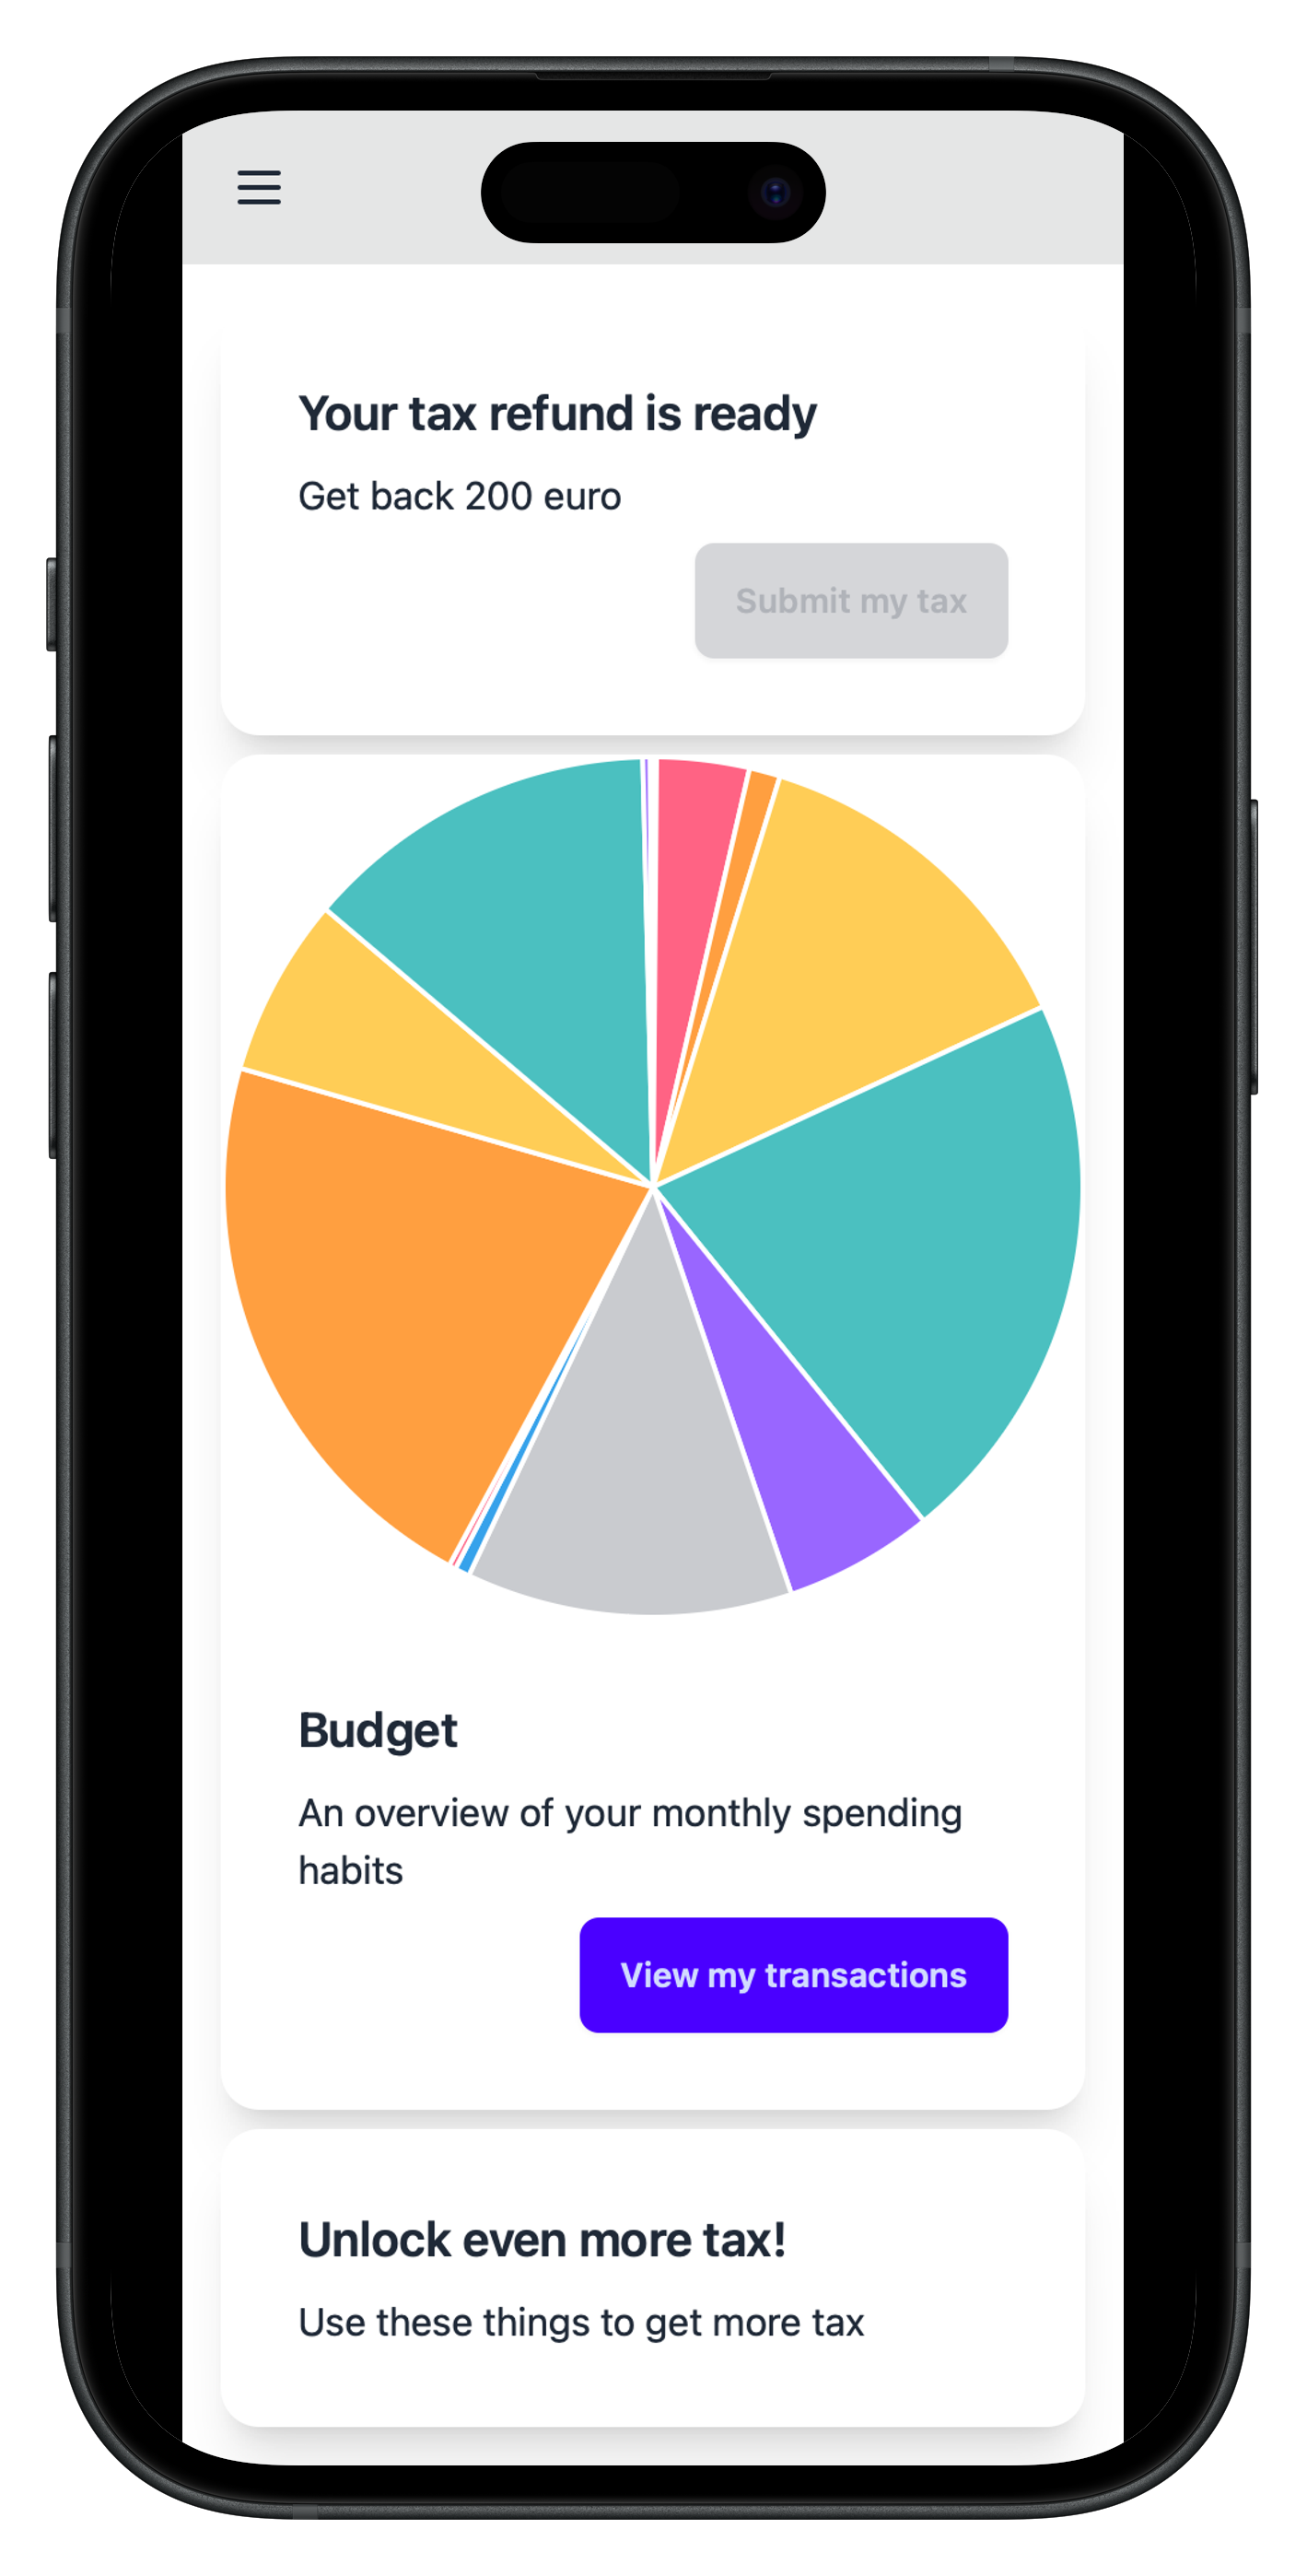 Your tax refund is ready
Get back 200 euro
Submit my tax
Budget
An overview of your monthly spending
habits
View my transactions
Unlock even more tax!
Use these things to get more tax